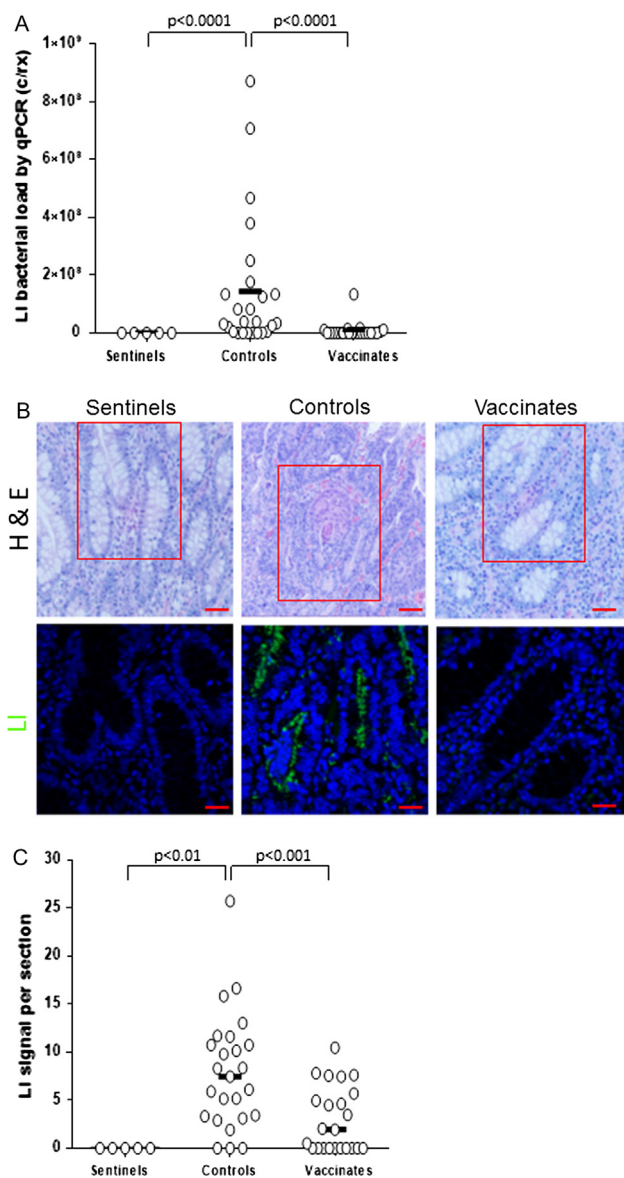 A
p<0.0001 p<0.0001
LI bacterial load by qPCR (c/rx)
1×10⁹
8×10⁸
6×10⁸
4×10⁸
2×10⁸
0
Sentinels Controls Vaccinates
B
Sentinels Controls Vaccinates
H & E
LI
C
p<0.01 p<0.001
LI signal per section
30
25
20
15
10
5
0
Sentinels Controls Vaccinates